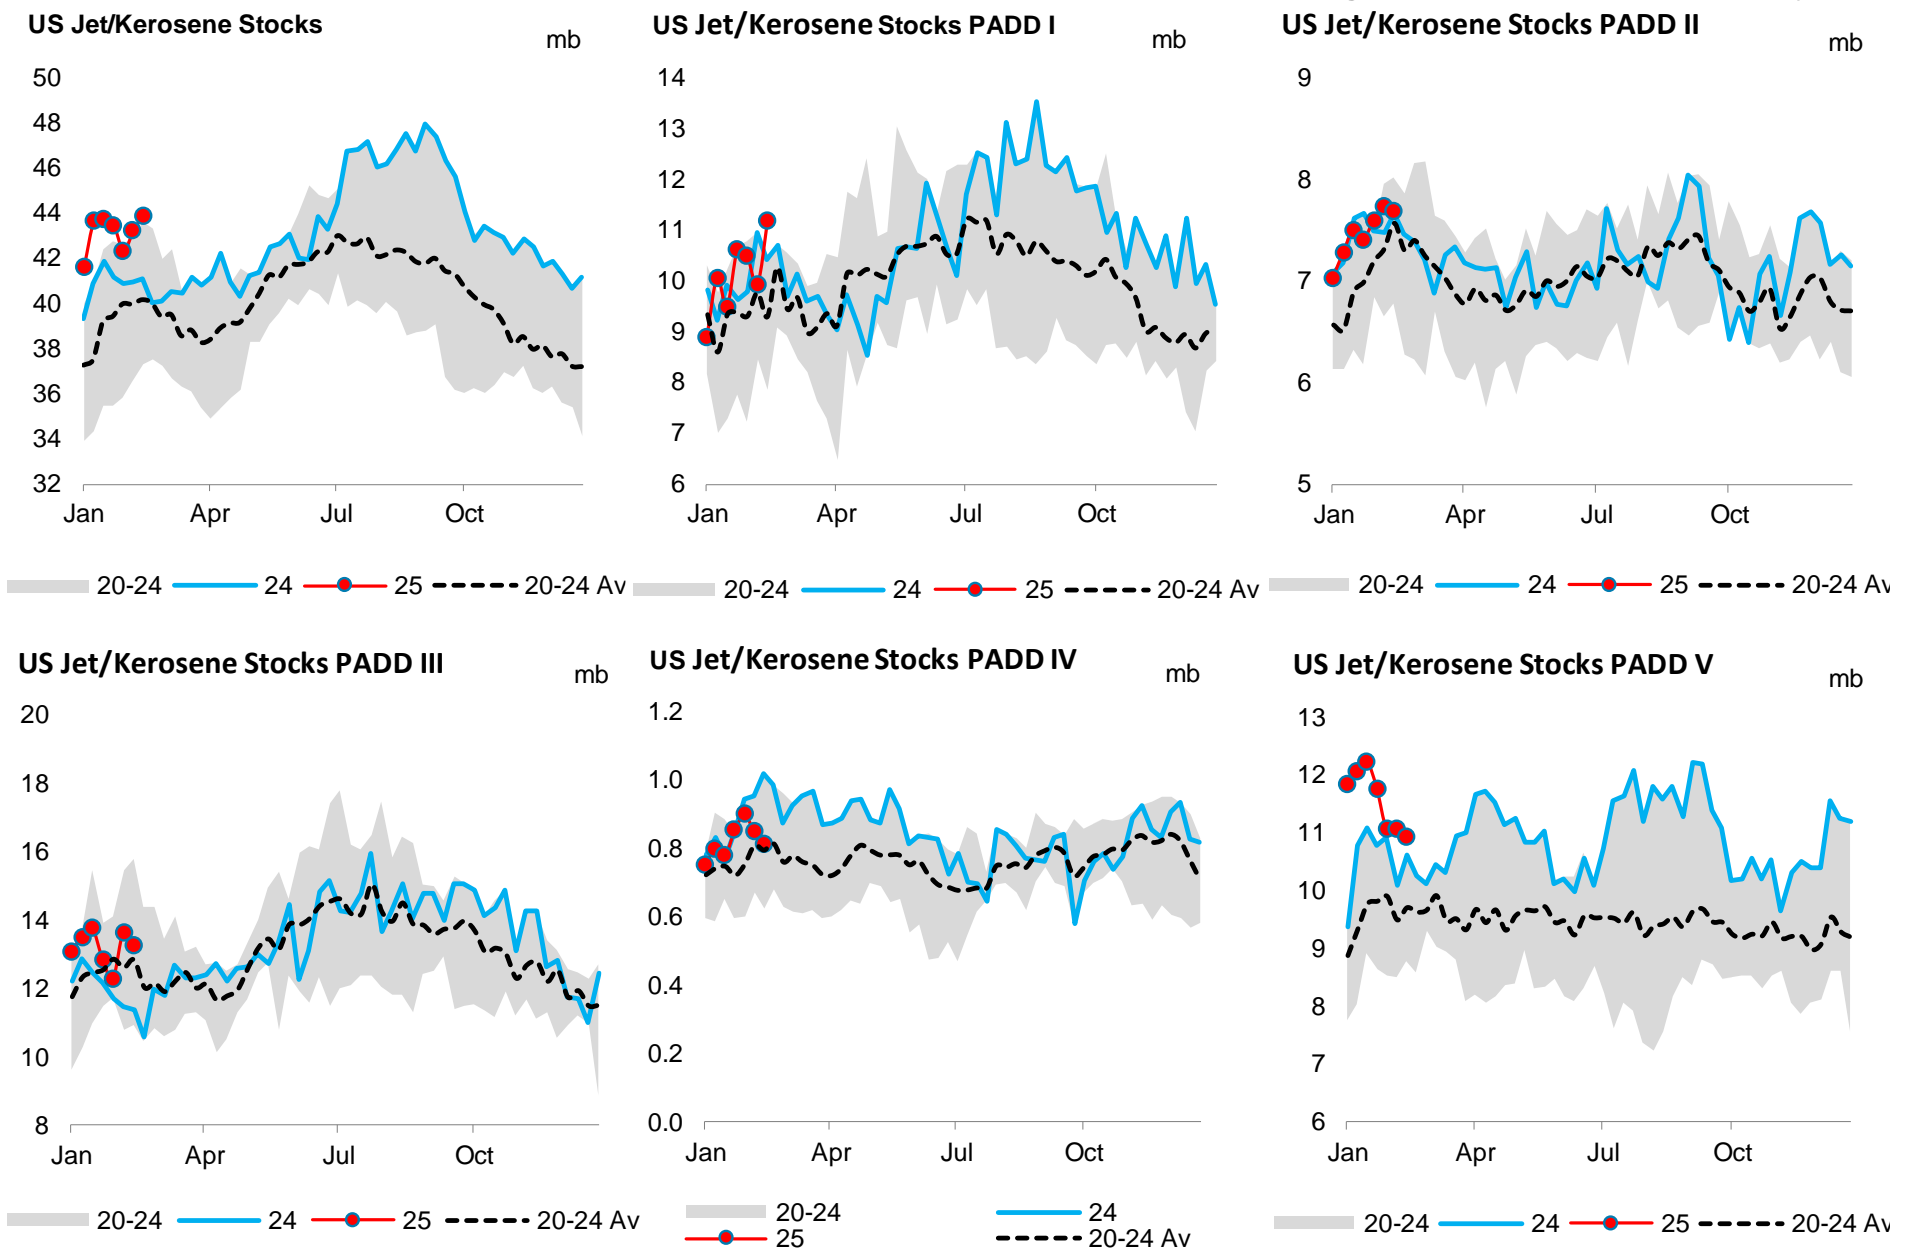 US Jet/Kerosene Stocks
mb
50
48
46
44
42
40
38
36
34
32
Jan Apr Jul Oct
20-24 24 25 20-24 Av
US Jet/Kerosene Stocks PADD I
mb
14
13
12
11
10
9
8
7
6
Jan Apr Jul Oct
20-24 24 25 20-24 Av
US Jet/Kerosene Stocks PADD II
mb
9
8
7
6
5
Jan Apr Jul Oct
20-24 24 25 20-24 Av
US Jet/Kerosene Stocks PADD III
mb
20
18
16
14
12
10
8
Jan Apr Jul Oct
20-24 24 25 20-24 Av
US Jet/Kerosene Stocks PADD IV
mb
1.2
1.0
0.8
0.6
0.4
0.2
0.0
Jan Apr Jul Oct
20-24 24
25 20-24 Av
US Jet/Kerosene Stocks PADD V
mb
13
12
11
10
9
8
7
6
Jan Apr Jul Oct
20-24 24 25 20-24 Av